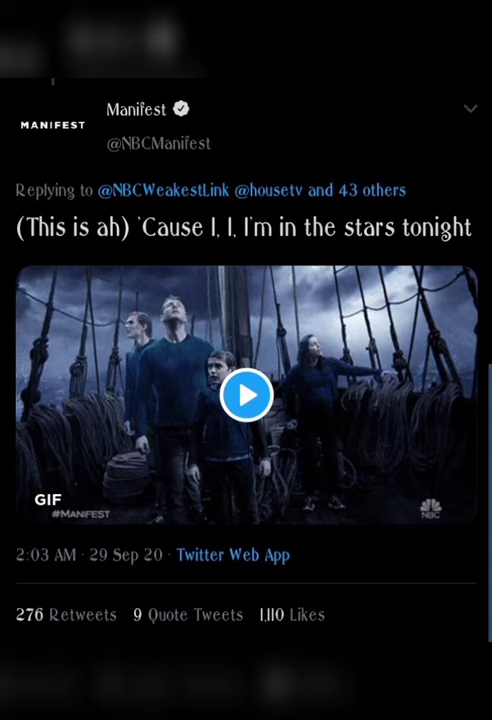 MANIFEST
Manifest
@NBCManifest
Replying to @NBCWeakestLink @housetv and 43 others
(This is ah) 'Cause I, I, I'm in the stars tonight
GIF
#MANIFEST
NBC
2:03 AM · 29 Sep 20 · Twitter Web App
276 Retweets 9 Quote Tweets 1,110 Likes